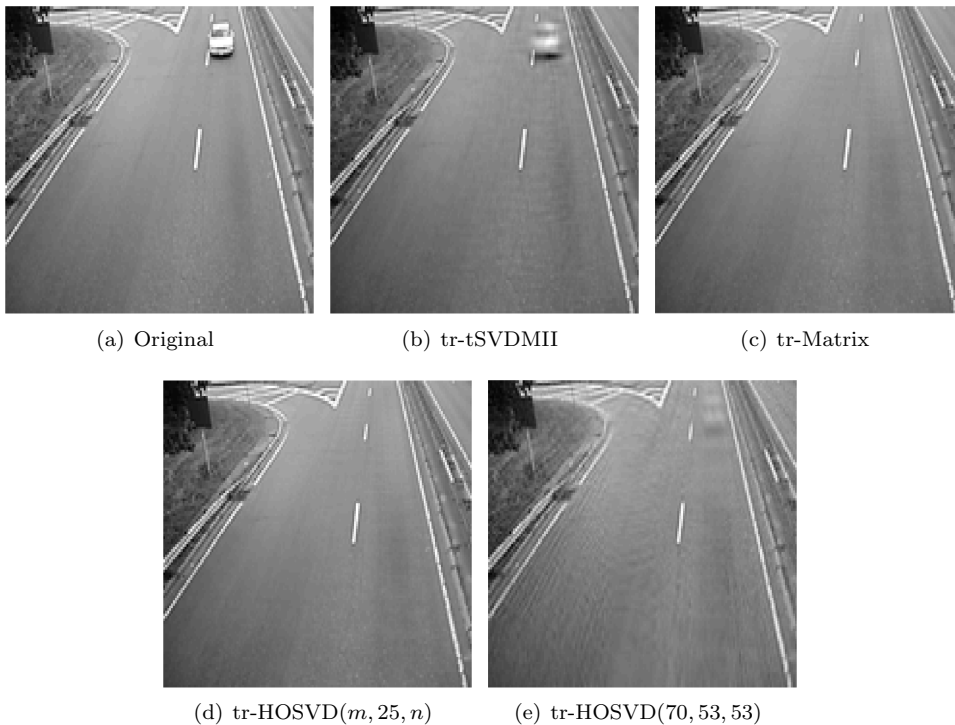 (a) Original
(b) tr-tSVDMII
(c) tr-Matrix
(d) tr-HOSVD(m, 25, n)
(e) tr-HOSVD(70, 53, 53)